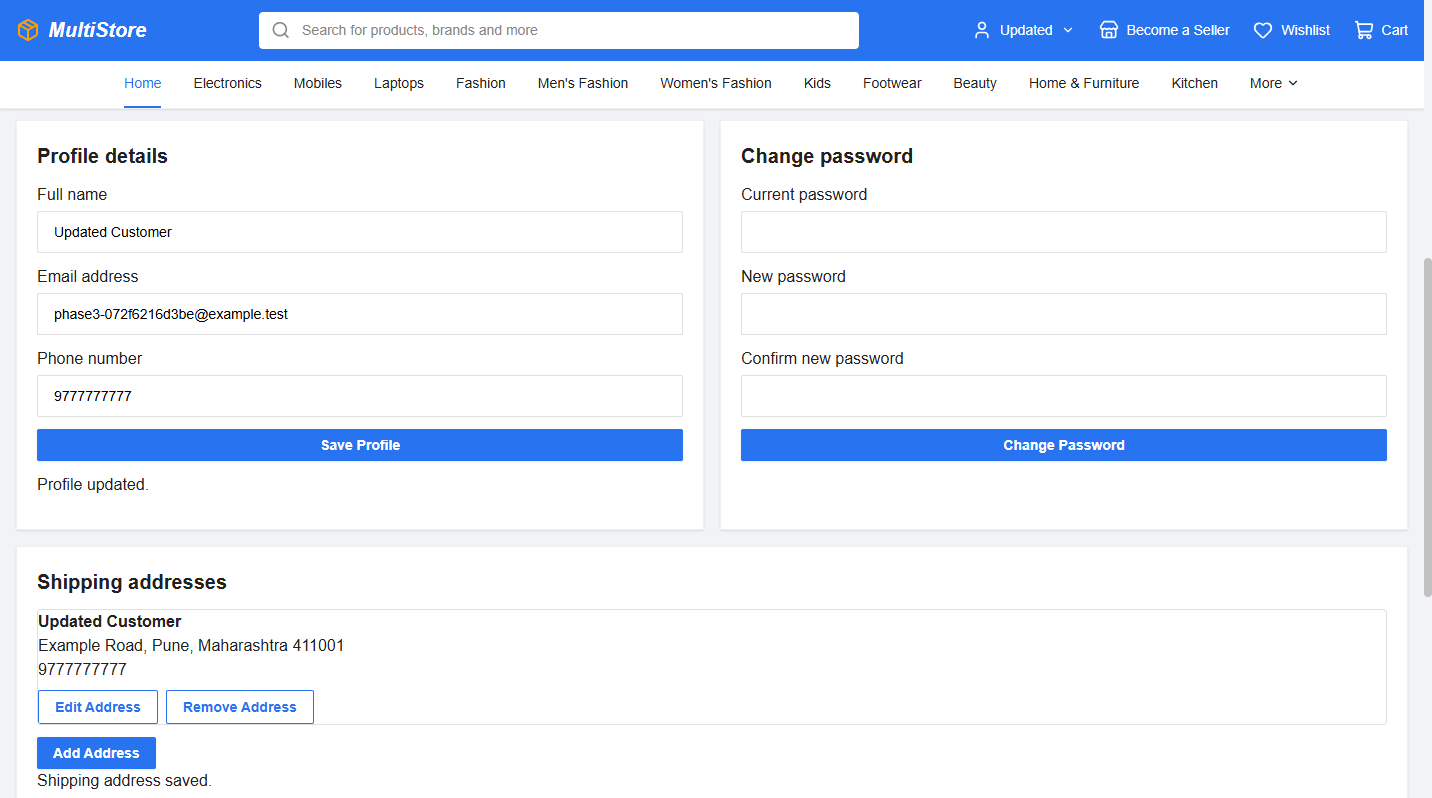 MultiStore
Search for products, brands and more
Updated
Become a Seller
Wishlist
Cart
Home Electronics Mobiles Laptops Fashion Men's Fashion Women's Fashion Kids Footwear Beauty Home & Furniture Kitchen More
Profile details
Full name
Updated Customer
Email address
phase3-072f6216d3be@example.test
Phone number
9777777777
Save Profile
Profile updated.
Change password
Current password
New password
Confirm new password
Change Password
Shipping addresses
Updated Customer
Example Road, Pune, Maharashtra 411001
9777777777
Edit Address Remove Address
Add Address
Shipping address saved.